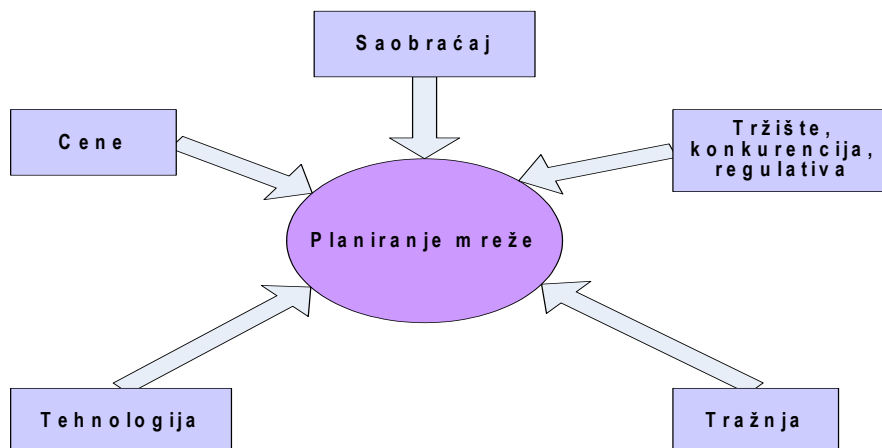 Saobraćaj
Cene
Tržište,
konkurencija,
regulativa
Planiranje mreže
Tehnologija
Tražnja